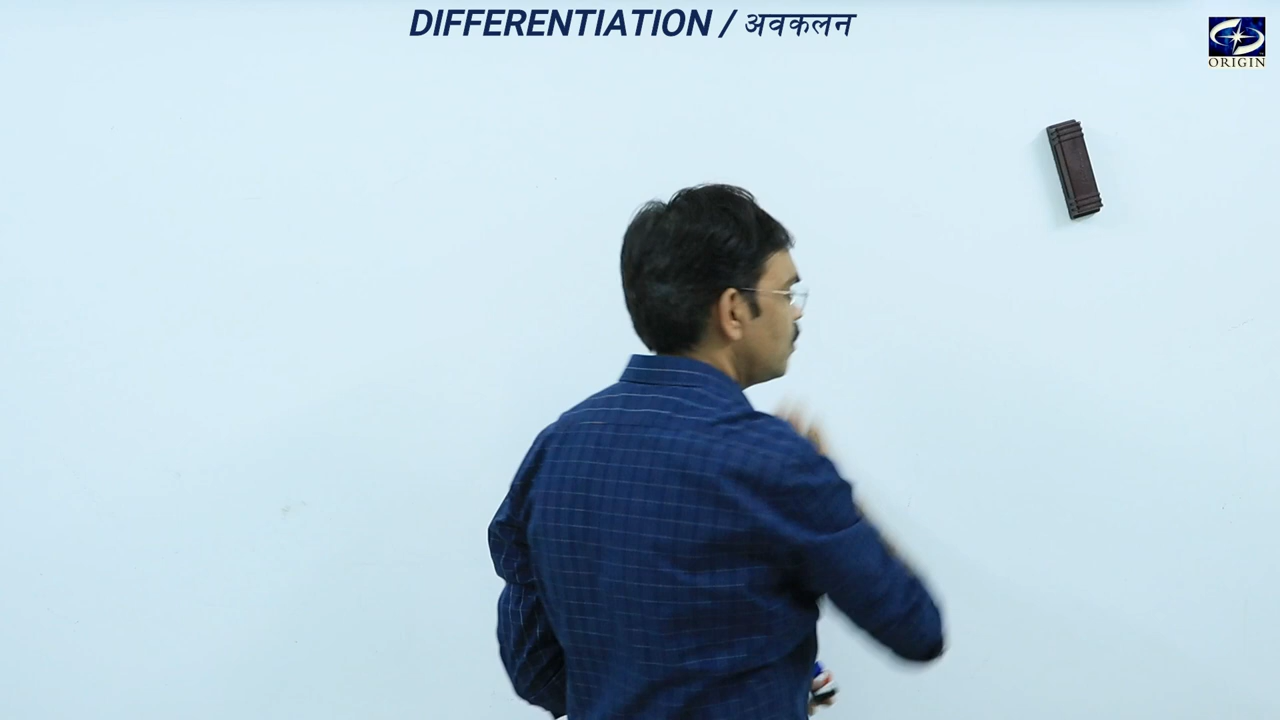 DIFFERENTIATION / अवकलन
ORIGIN